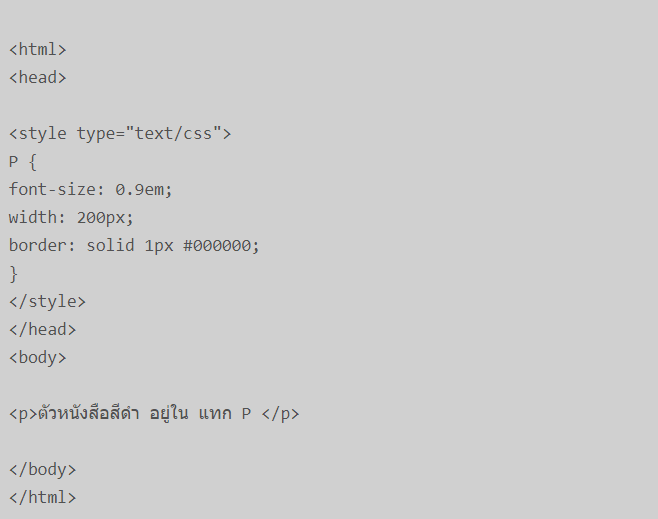 <html>
<head>
<style type="text/css">
P {
font-size: 0.9em;
width: 200px;
border: solid 1px #000000;
}
</style>
</head>
<body>
<p>ตัวหนังสือสีดำ อยู่ใน แทก P </p>
</body>
</html>